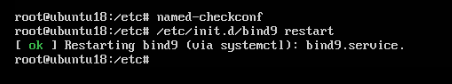 root@ubuntu18:/etc# named-checkconf
root@ubuntu18:/etc# /etc/init.d/bind9 restart
[ ok ] Restarting bind9 (via systemctl): bind9.service.
root@ubuntu18:/etc#